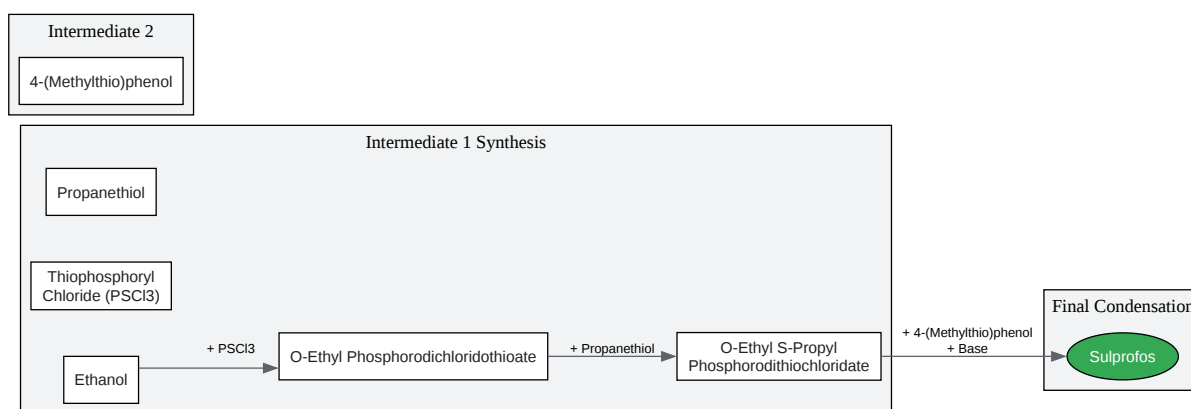 Intermediate 2
4-(Methylthio)phenol
Intermediate 1 Synthesis
Propanethiol
Thiophosphoryl
Chloride (PSCl3)
Ethanol
+ PSCl3
O-Ethyl Phosphorodichloridothioate
+ Propanethiol
O-Ethyl S-Propyl
Phosphorodithiochloridate
+ 4-(Methylthio)phenol
+ Base
Final Condensation
Sulprofos